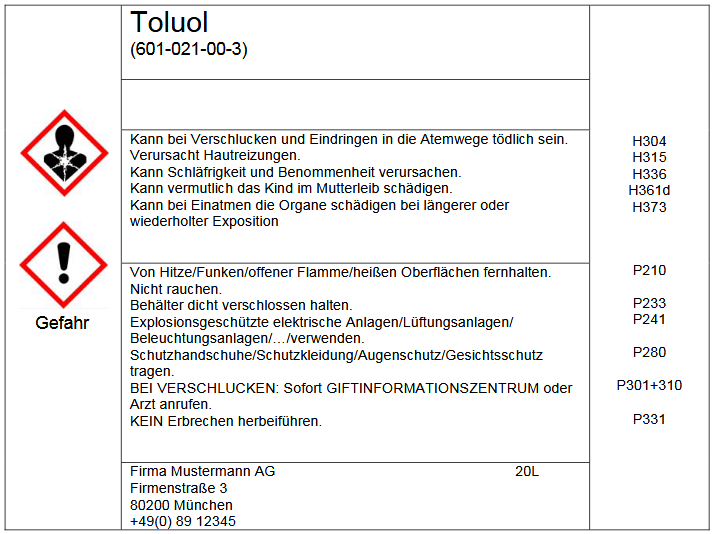 Toluol
(601-021-00-3)
Kann bei Verschlucken und Eindringen in die Atemwege tödlich sein. H304
Verursacht Hautreizungen. H315
Kann Schläfrigkeit und Benommenheit verursachen. H336
Kann vermutlich das Kind im Mutterleib schädigen. H361d
Kann bei Einatmen die Organe schädigen bei längerer oder H373
wiederholter Exposition
Von Hitze/Funken/offener Flamme/heißen Oberflächen fernhalten. P210
Nicht rauchen.
Behälter dicht verschlossen halten. P233
Explosionsgeschützte elektrische Anlagen/Lüftungsanlagen/ P241
Beleuchtungsanlagen/…/verwenden.
Schutzhandschuhe/Schutzkleidung/Augenschutz/Gesichtsschutz P280
tragen.
BEI VERSCHLUCKEN: Sofort GIFTINFORMATIONSZENTRUM oder P301+310
Arzt anrufen.
KEIN Erbrechen herbeiführen. P331
Gefahr
Firma Mustermann AG 20L
Firmenstraße 3
80200 München
+49(0) 89 12345